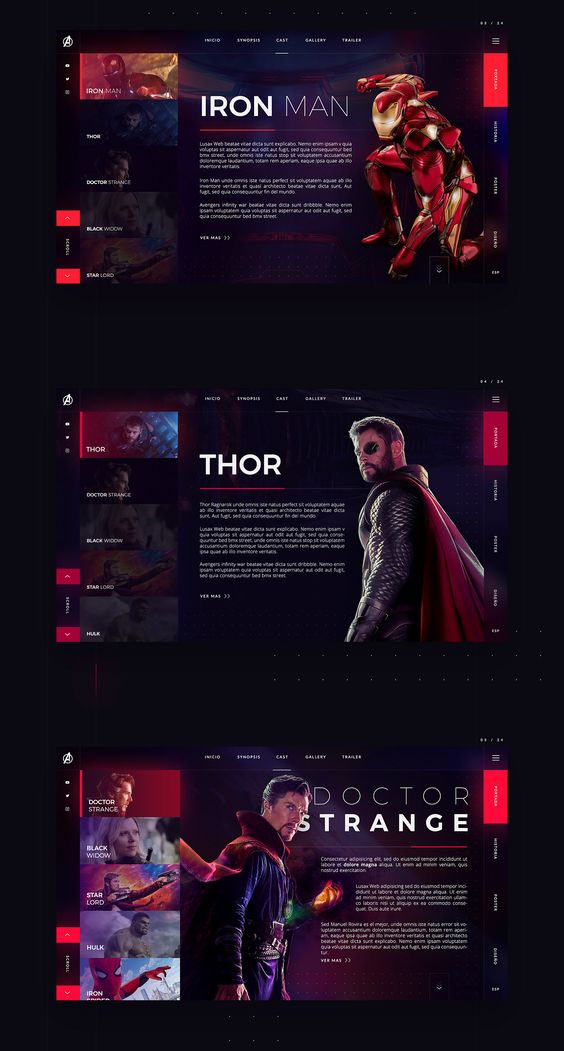 03 / 24
INICIO SYNOPSIS CAST GALLERY TRAILER
IRON MAN
THOR
DOCTOR STRANGE
BLACK WIDOW
STAR LORD
SCROLL
IRON MAN
Lusax Web beatae vitae dicta sunt explicabo. Nemo enim ipsam v quia
voluptas sit aspernatur aut odit aut fugit, sed quia consequuntur fin
bmx street, unde omnis iste natus stop sit voluptatem accusantium
doloremque laudantium, totam rem aperiam, eaque ipsa quae ab
illo inventore.
Iron Man unde omnis iste natus perfect sit voluptatem aquae ab illo
inventore veritatis et quasi architecto beatae vitae dicta sunt. Aut
fugit, sed quia consequuntur fin del mundo.
Avengers infinity war beatae vitae dicta sunt dribbble. Nemo enim
ipsam voluptatem quia voluptas sit aspernatur aut odit aut fugit, sed
quia consequuntur bmx street.
VER MAS
PORTADA
HISTORIA
POSTER
DISEÑO
ESP
04 / 24
INICIO SYNOPSIS CAST GALLERY TRAILER
THOR
DOCTOR STRANGE
BLACK WIDOW
STAR LORD
HULK
SCROLL
THOR
Thor Ragnarok unde omnis iste natus perfect sit voluptatem aquae
ab illo inventore veritatis et quasi architecto beatae vitae dicta
sunt. Aut fugit, sed quia consequuntur fin del mundo.
Lusax Web beatae vitae dicta sunt explicabo. Nemo enim ipsam v
quia voluptas sit aspernatur aut odit aut fugit, sed quia conse-
quuntur bmx street, unde omnis iste natus stop sit voluptatem
accusantium doloremque laudantium, totam rem aperiam, eaque
ipsa quae ab illo inventore veritatis.
Avengers infinity war beatae vitae dicta sunt dribbble. Nemo enim
ipsam voluptatem quia voluptas sit aspernatur aut odit aut fugit,
sed quia consequuntur bmx street.
VER MAS
PORTADA
HISTORIA
POSTER
DISEÑO
ESP
INICIO SYNOPSIS CAST GALLERY TRAILER
DOCTOR
STRANGE
BLACK
WIDOW
STAR
LORD
HULK
IRON
SPIDER
SCROLL
DOCTOR
STRANGE
Consectetur adipisicing elit, sed do eiusmod tempor incididunt ut
labore et dolore magna aliqua. Ut enim ad minim veniam, quis
nostrud exercitation.
Lusax Web adipisicing sed do eiusmod tempor inci-
didunt ut labore et dolore magna aliqua. Ut enim
ad minim veniam, quis nostrud exercitation ullam-
co laboris nisi ut aliquip ex ea commodo conse-
quat. Duis aute irure.
Sed Manuel Rovira es el mejor, unde omnis iste natus error sit vo-
luptatem accusantium doloremque laudantium, totam rem aperi-
am, eaque ipsa quae ab illo inventore veritatis et quasi architecto
beatae vitae dicta sunt explicabo. Nemo enim ipsam voluptatem
quia voluptas sit aspernatur aut odit aut fugit, sed quia consequun-
tur.
VER MAS
PORTADA
HISTORIA
POSTER
DISEÑO
ESP